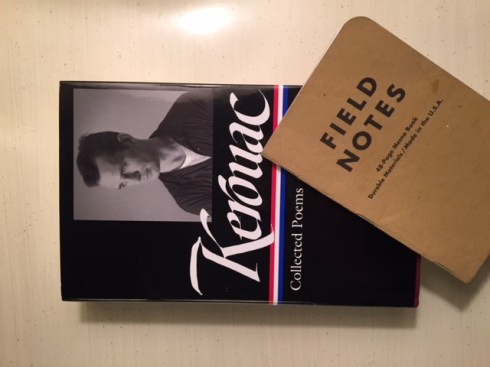 Kerouac
Collected Poems
FIELD
NOTES
48-Page Memo Book
Durable Materials / Made in the U.S.A.